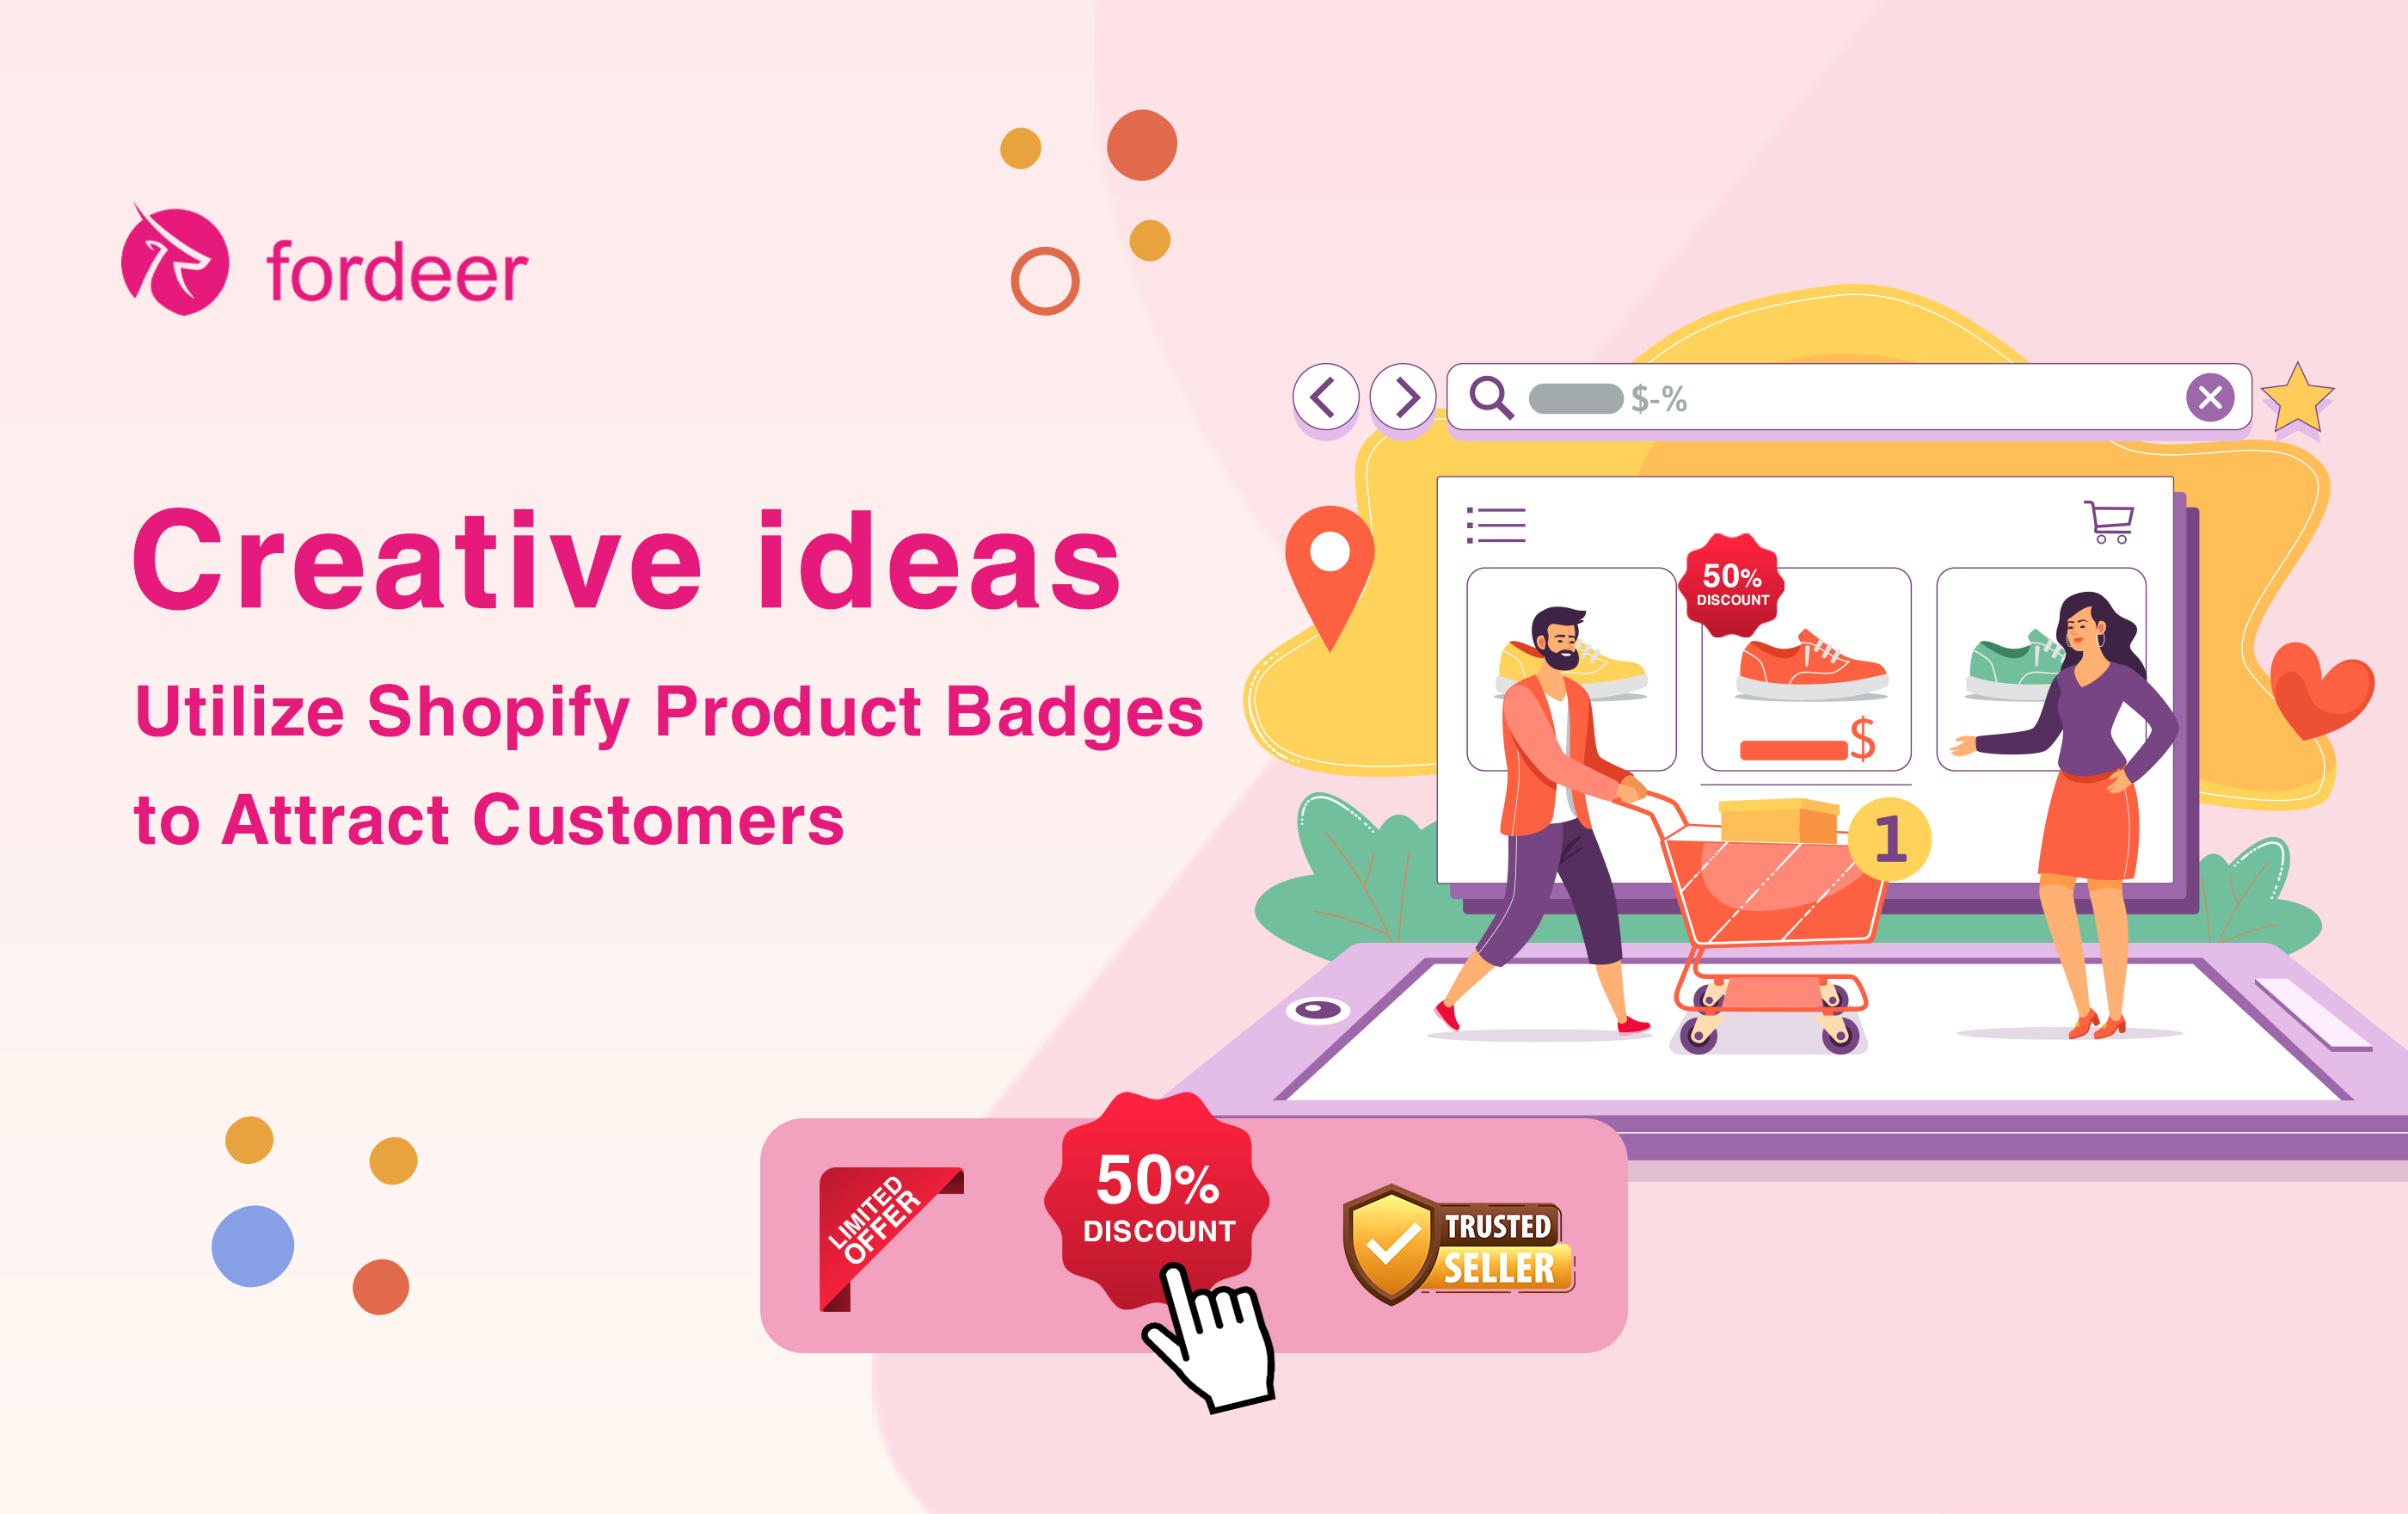 fordeer
Creative ideas
Utilize Shopify Product Badges
to Attract Customers
$-%
50%
DISCOUNT
$
1
LIMITED
OFFER
50%
DISCOUNT
TRUSTED
SELLER